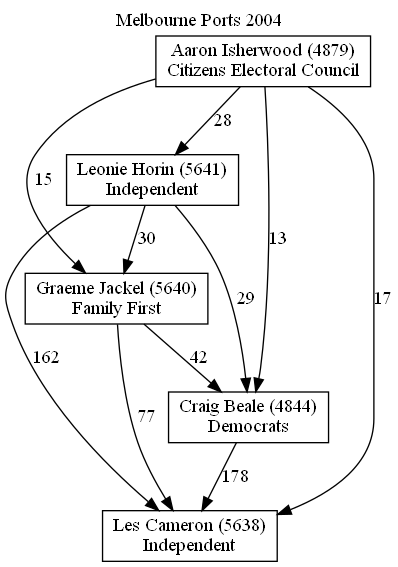 Melbourne Ports 2004
Aaron Isherwood (4879)
Citizens Electoral Council
28
Leonie Horin (5641)
Independent
15
30
13
Graeme Jackel (5640)
Family First
29
17
162
42
Craig Beale (4844)
Democrats
77
178
Les Cameron (5638)
Independent